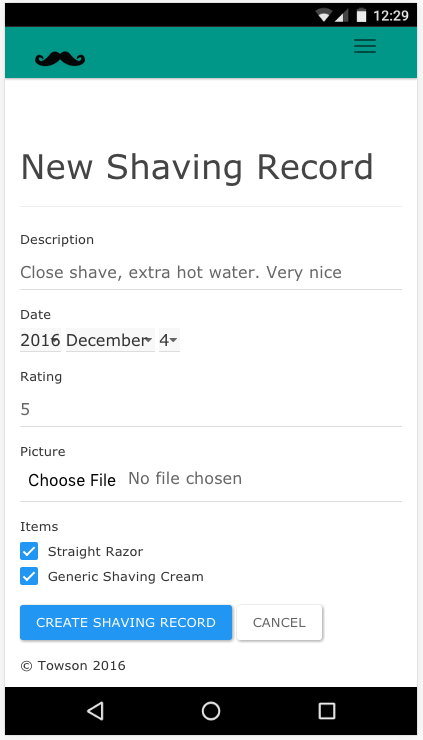 12:29
New Shaving Record
Description
Close shave, extra hot water. Very nice
Date
2016 December 4
Rating
5
Picture
Choose File No file chosen
Items
Straight Razor
Generic Shaving Cream
CREATE SHAVING RECORD CANCEL
© Towson 2016